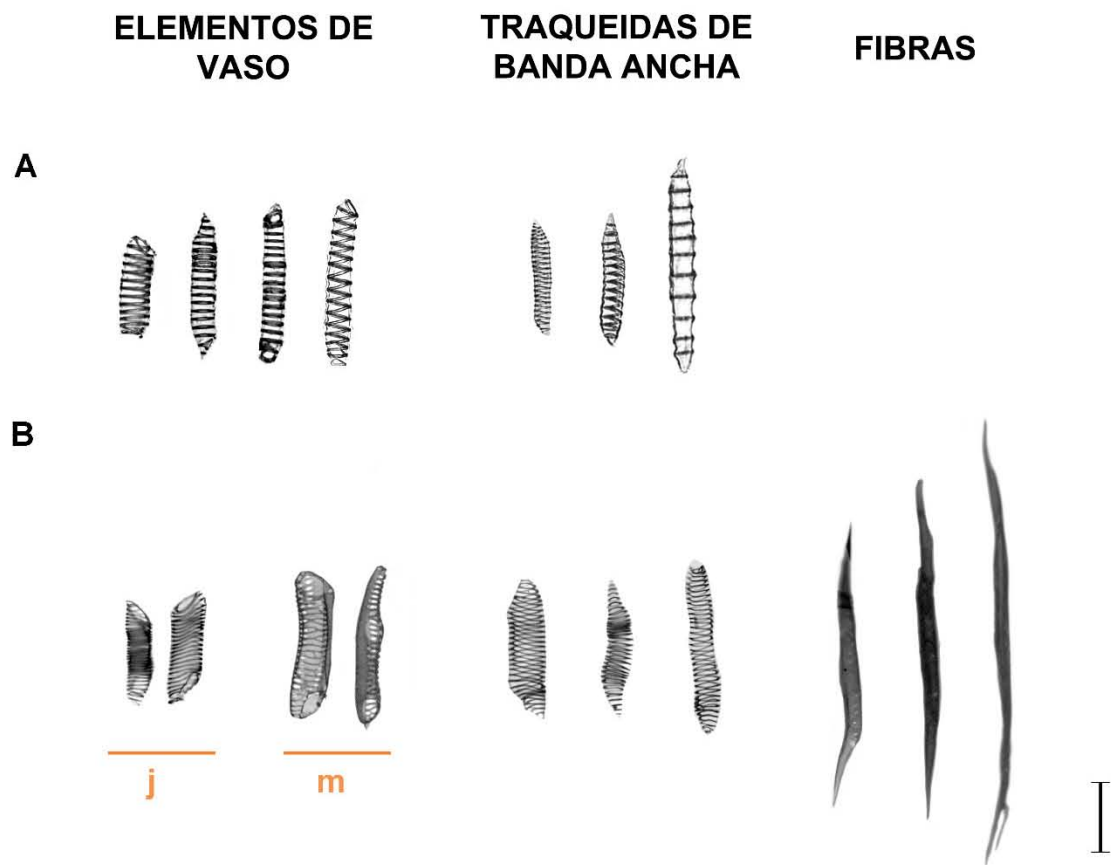 ELEMENTOS DE
VASO
TRAQUEIDAS DE
BANDA ANCHA
FIBRAS
A
B
j
m